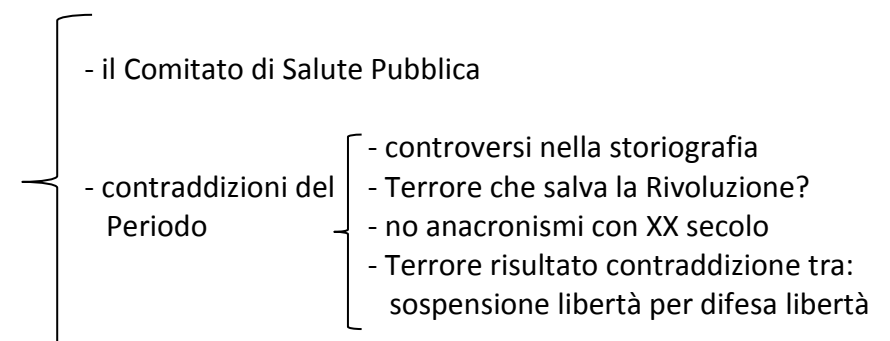 - il Comitato di Salute Pubblica
- controversi nella storiografia
- contraddizioni del
- Terrore che salva la Rivoluzione?
Periodo
- no anacronismi con XX secolo
- Terrore risultato contraddizione tra:
sospensione libertà per difesa libertà